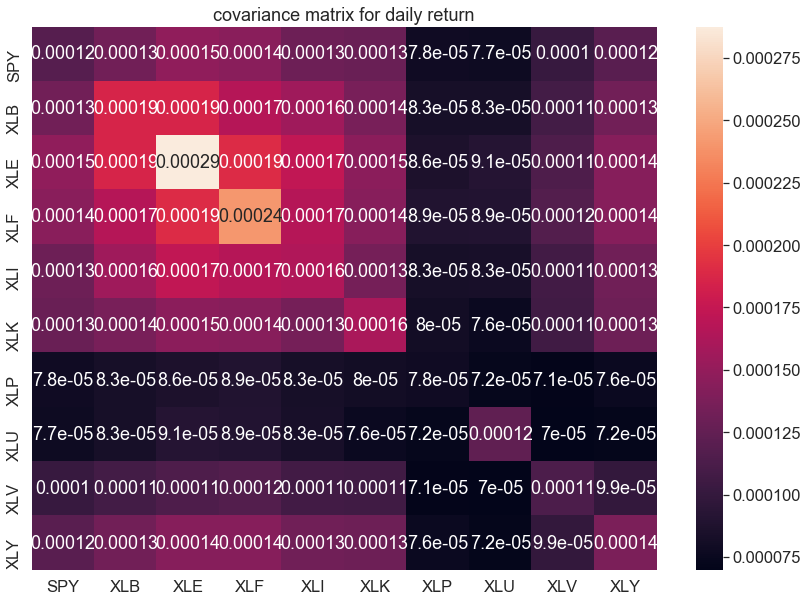 covariance matrix for daily return
SPY 0.00012 0.00013 0.00015 0.00014 0.00013 0.00013 7.8e-05 7.7e-05 0.0001 0.00012
XLB 0.00013 0.00019 0.00019 0.00017 0.00016 0.00014 8.3e-05 8.3e-05 0.00011 0.00013
XLE 0.00015 0.00019 0.00029 0.00019 0.00017 0.00015 8.6e-05 9.1e-05 0.00011 0.00014
XLF 0.00014 0.00017 0.00019 0.00024 0.00017 0.00014 8.9e-05 8.9e-05 0.00012 0.00014
XLI 0.00013 0.00016 0.00017 0.00017 0.00016 0.00013 8.3e-05 8.3e-05 0.00011 0.00013
XLK 0.00013 0.00014 0.00015 0.00014 0.00013 0.00016 8e-05 7.6e-05 0.00011 0.00013
XLP 7.8e-05 8.3e-05 8.6e-05 8.9e-05 8.3e-05 8e-05 7.8e-05 7.2e-05 7.1e-05 7.6e-05
XLU 7.7e-05 8.3e-05 9.1e-05 8.9e-05 8.3e-05 7.6e-05 7.2e-05 0.00012 7e-05 7.2e-05
XLV 0.0001 0.00011 0.00011 0.00012 0.00011 0.00011 7.1e-05 7e-05 0.00011 9.9e-05
XLY 0.00012 0.00013 0.00014 0.00014 0.00013 0.00013 7.6e-05 7.2e-05 9.9e-05 0.00014
SPY XLB XLE XLF XLI XLK XLP XLU XLV XLY
0.000275
0.000250
0.000225
0.000200
0.000175
0.000150
0.000125
0.000100
0.000075